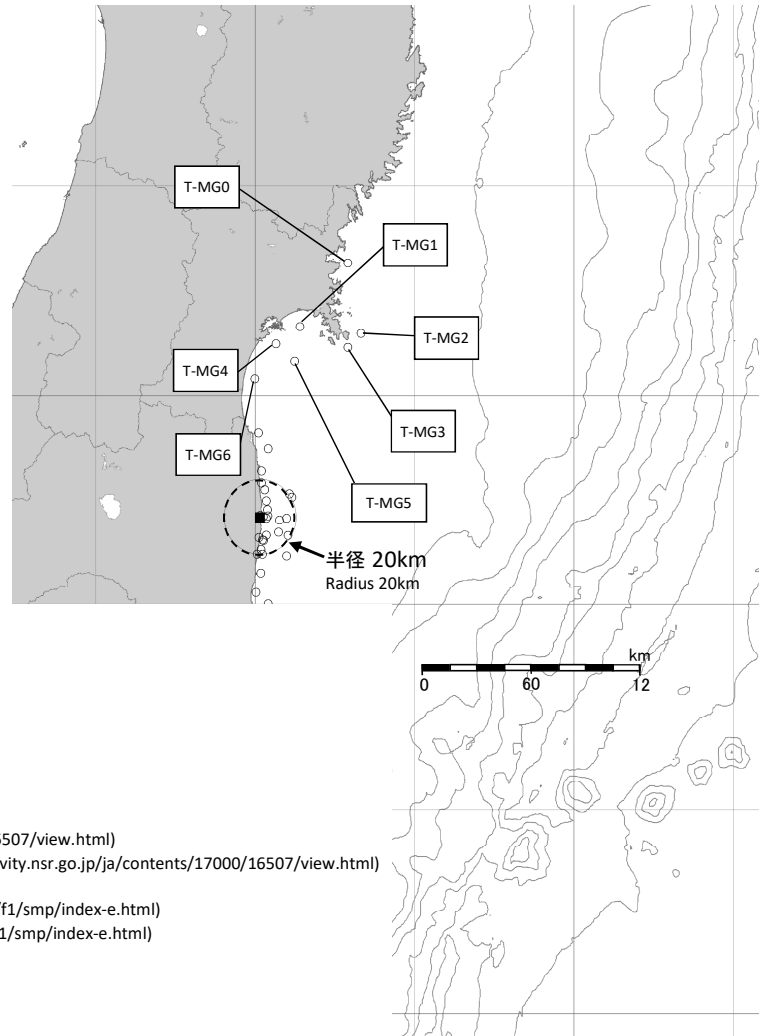 T-MG0
T-MG1
T-MG2
T-MG4
T-MG3
T-MG6
T-MG5
半径 20km
Radius 20km
km
0
60
12
6507/view.html)
vity.nsr.go.jp/ja/contents/17000/16507/view.html)
/f1/smp/index-e.html)
1/smp/index-e.html)